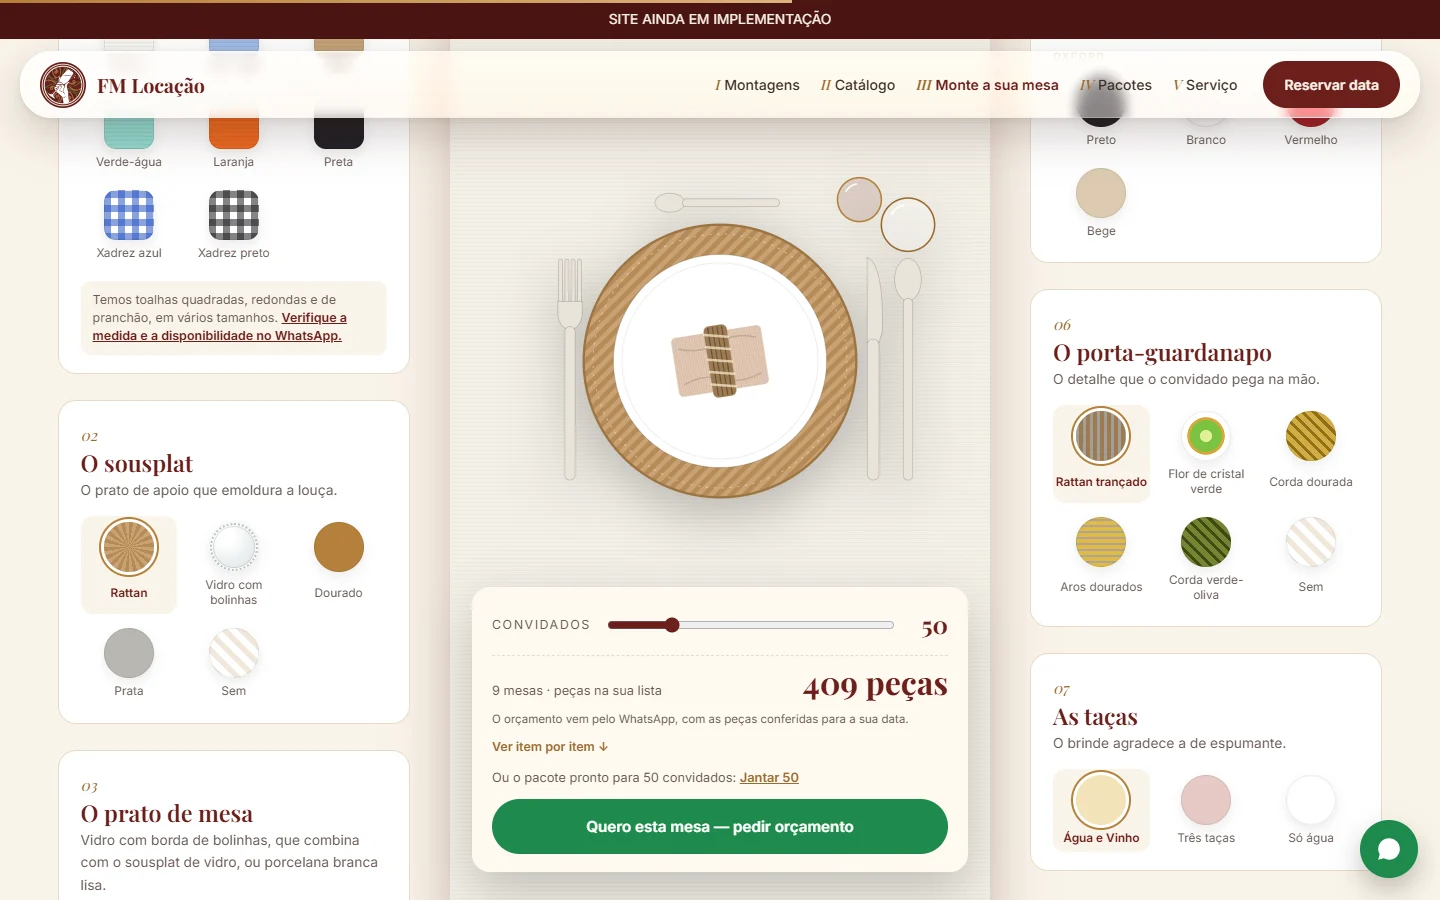 SITE AINDA EM IMPLEMENTAÇÃO
FM Locação
I Montagens
II Catálogo
III Monte a sua mesa
IV Pacotes
V Serviço
Reservar data
Verde-água
Laranja
Preta
Xadrez azul
Xadrez preto
Temos toalhas quadradas, redondas e de
pranchão, em vários tamanhos. Verifique a
medida e a disponibilidade no WhatsApp.
02
O sousplat
O prato de apoio que emoldura a louça.
Rattan
Vidro com
bolinhas
Dourado
Prata
Sem
03
O prato de mesa
Vidro com borda de bolinhas, que combina
com o sousplat de vidro, ou porcelana branca
lisa.
CONVIDADOS
50
9 mesas · peças na sua lista
409 peças
O orçamento vem pelo WhatsApp, com as peças conferidas para a sua data.
Ver item por item ↓
Ou o pacote pronto para 50 convidados: Jantar 50
Quero esta mesa — pedir orçamento
Preto
Branco
Vermelho
Bege
06
O porta-guardanapo
O detalhe que o convidado pega na mão.
Rattan trançado
Flor de cristal
verde
Corda dourada
Aros dourados
Corda verde-
oliva
Sem
07
As taças
O brinde agradece a de espumante.
Água e Vinho
Três taças
Só água